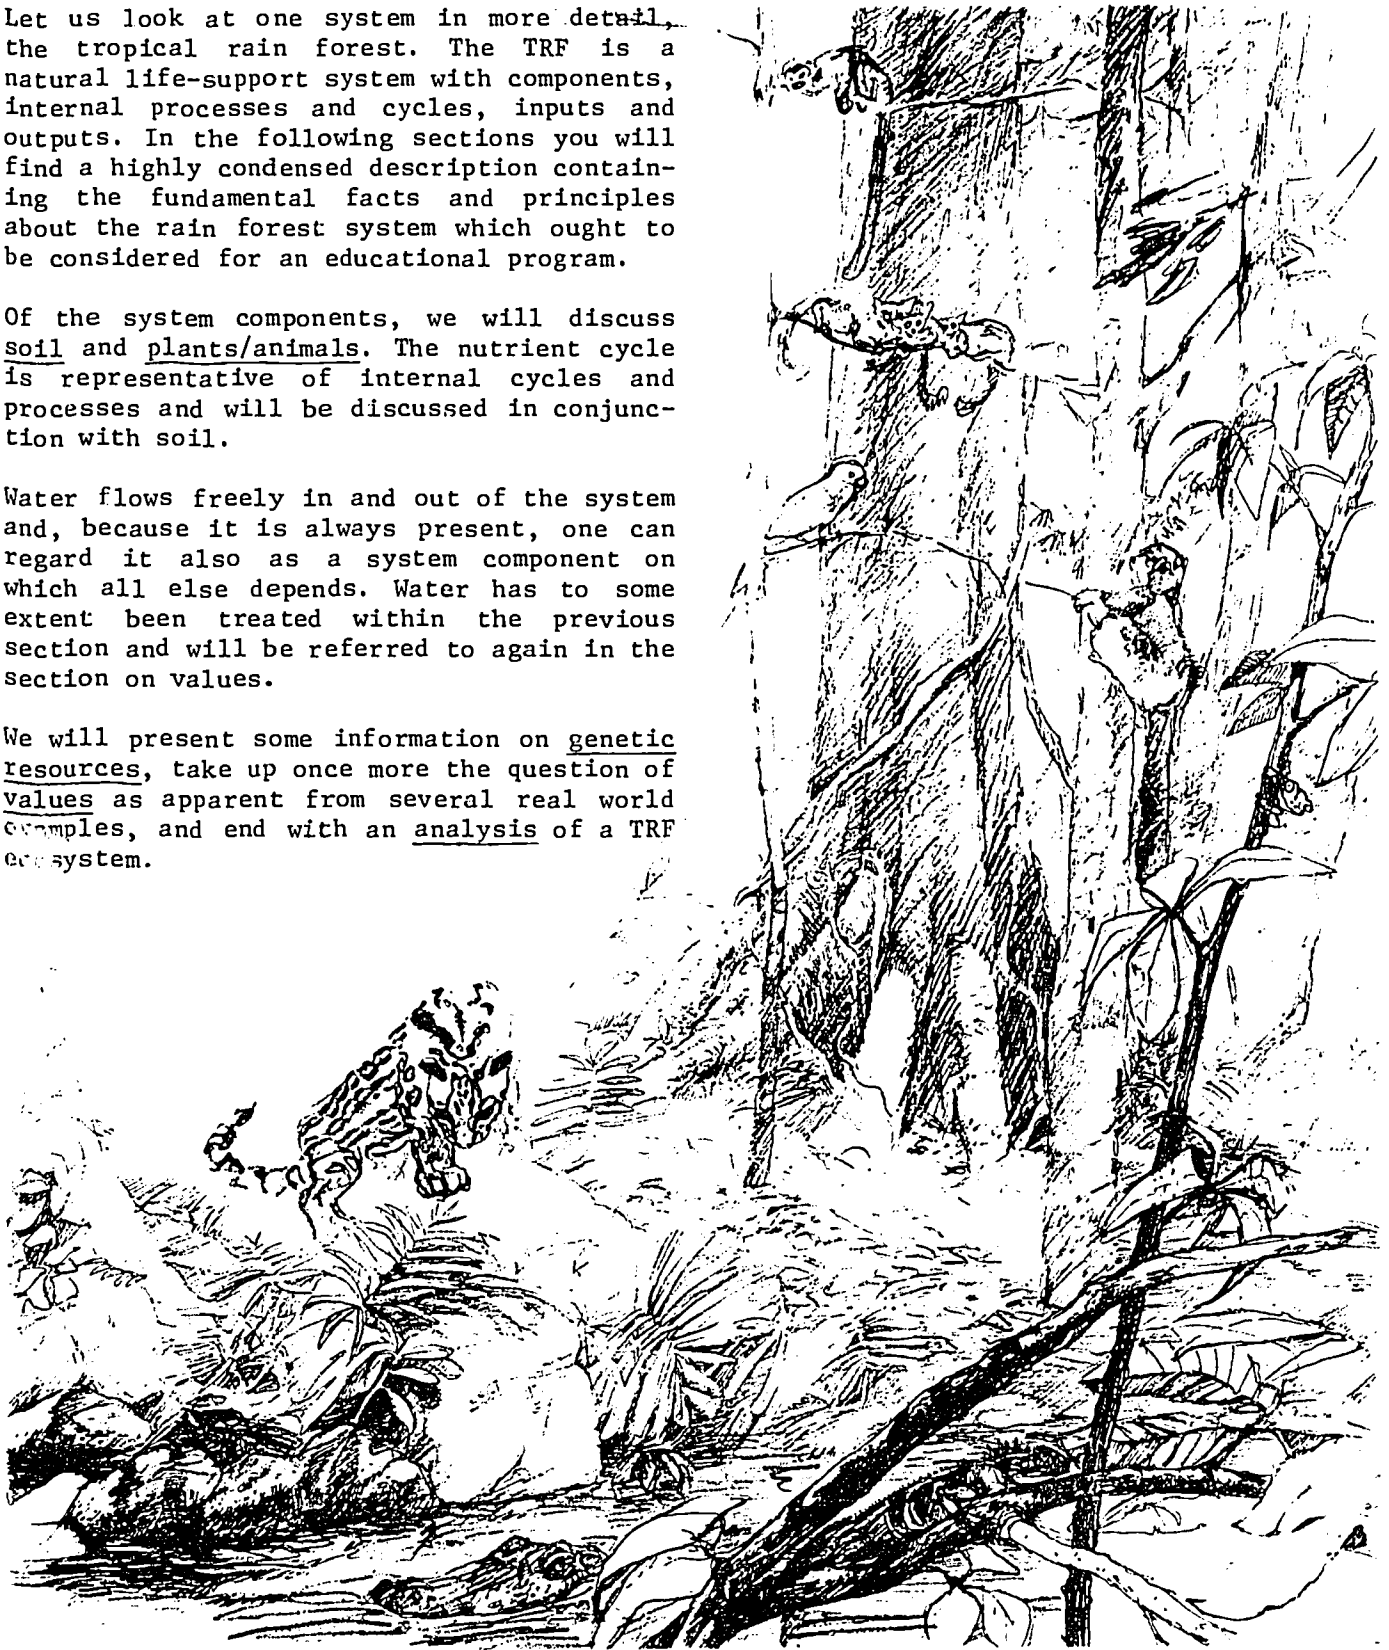 Let us look at one system in more detail,
the tropical rain forest. The TRF is a
natural life-support system with components,
internal processes and cycles, inputs and
outputs. In the following sections you will
find a highly condensed description contain-
ing the fundamental facts and principles
about the rain forest system which ought to
be considered for an educational program.
Of the system components, we will discuss
soil and plants/animals. The nutrient cycle
is representative of internal cycles and
processes and will be discussed in conjunc-
tion with soil.
Water flows freely in and out of the system
and, because it is always present, one can
regard it also as a system component on
which all else depends. Water has to some
extent been treated within the previous
section and will be referred to again in the
section on values.
We will present some information on genetic
resources, take up once more the question of
values as apparent from several real world
examples, and end with an analysis of a TRF
ecosystem.